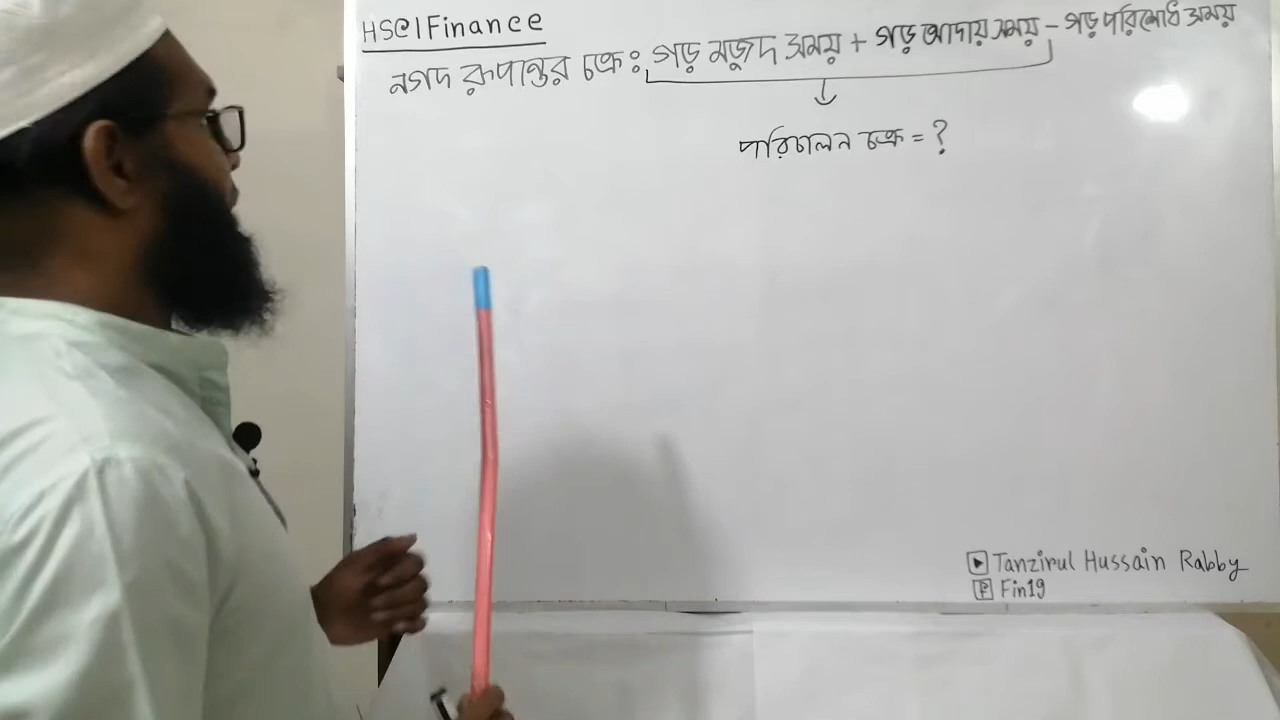 HSC|Finance
নগদ রূপান্তর চক্র: গড় মজুদ সময় + গড় আদায় সময় - গড় পরিশোধ সময়
পরিচালন চক্র = ?
Tanzirul Hussain Rabby
Fin19